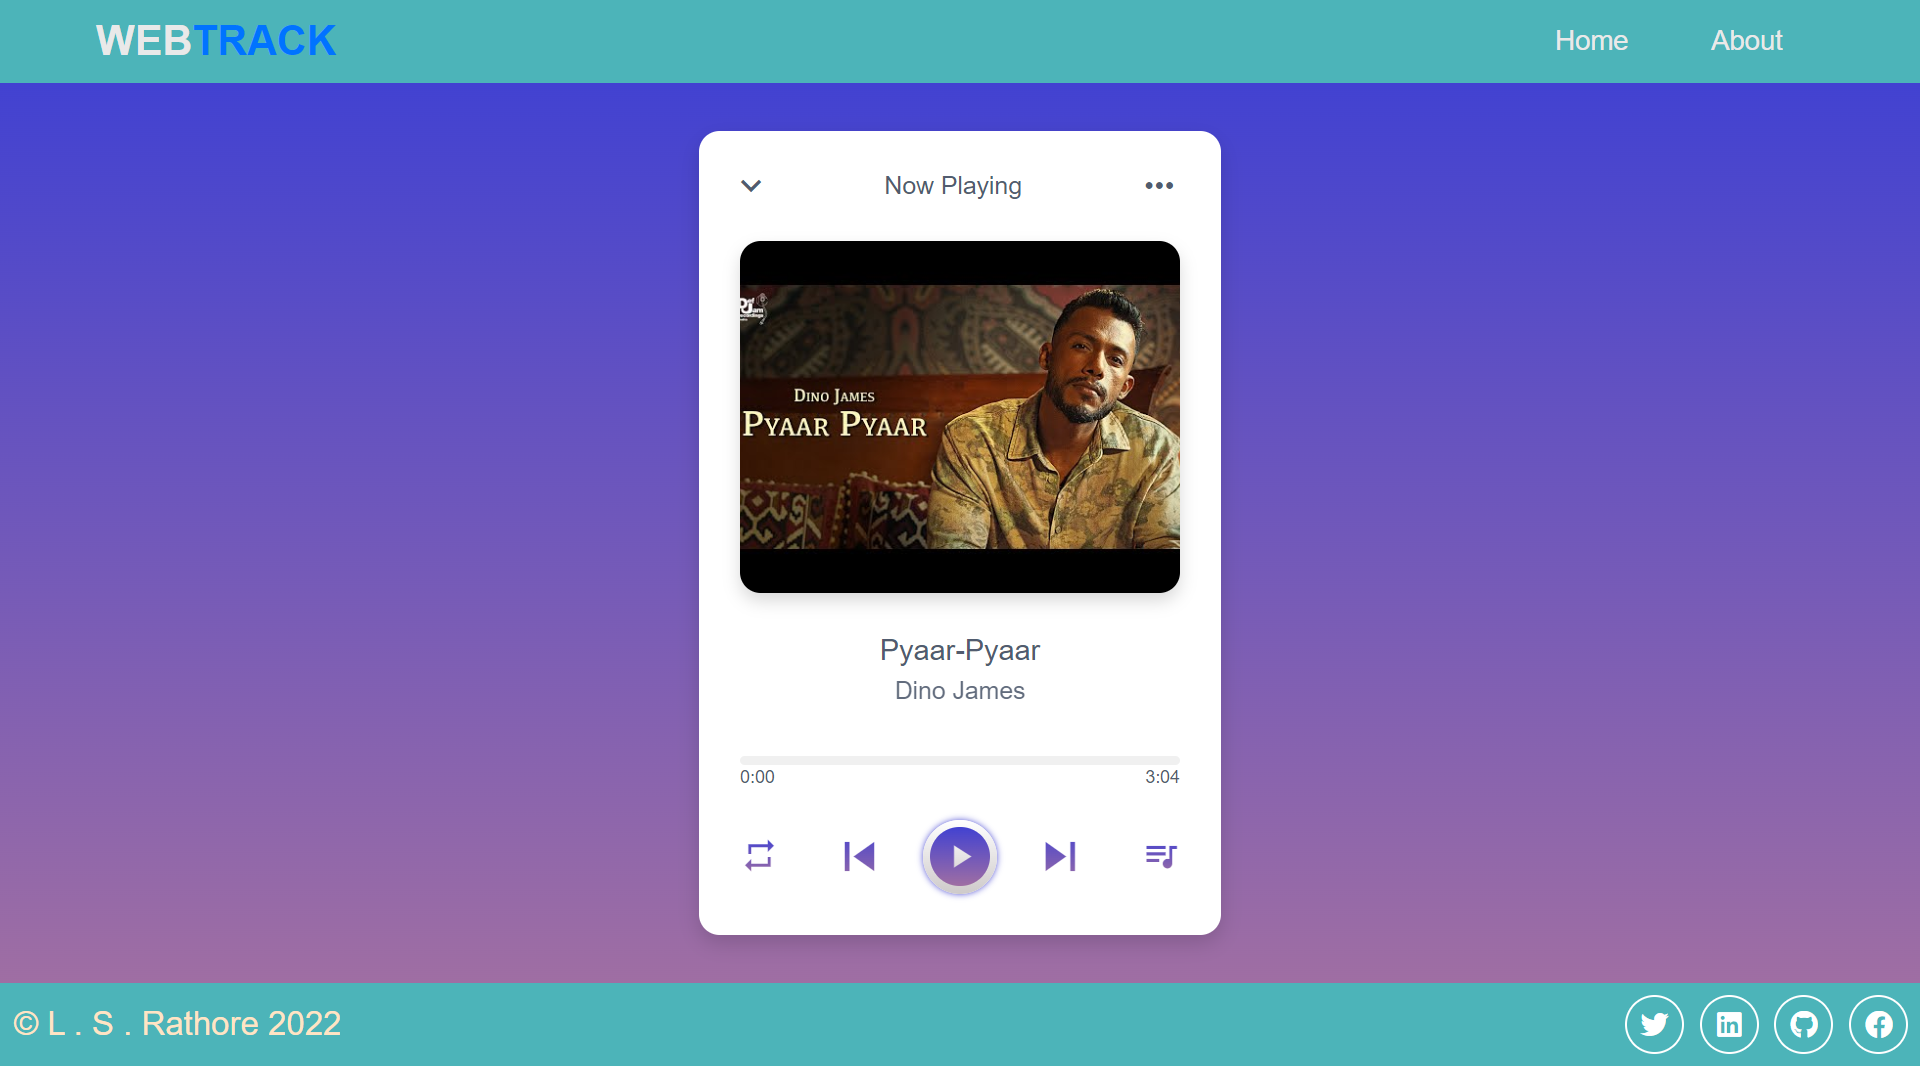 WEBTRACK
Home
About
Now Playing
DINO JAMES
PYAAR PYAAR
Pyaar-Pyaar
Dino James
0:00
3:04
© L . S . Rathore 2022